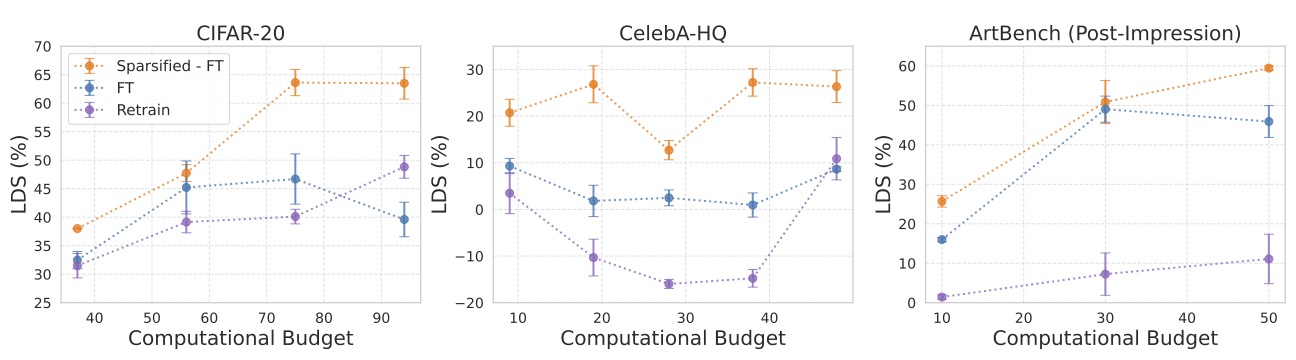 CIFAR-20
70
65
60
55
50
45
40
35
30
25
LDS (%)
Sparsified - FT
FT
Retrain
40 50 60 70 80 90
Computational Budget
CelebA-HQ
30
20
10
0
−10
−20
LDS (%)
10 20 30 40
Computational Budget
ArtBench (Post-Impression)
60
50
40
30
20
10
0
LDS (%)
10 20 30 40 50
Computational Budget